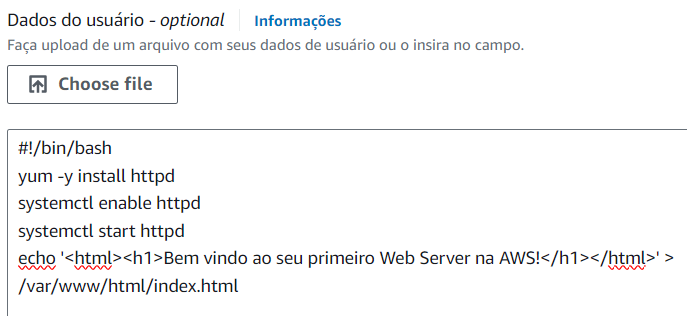 Dados do usuário - optional Informações
Faça upload de um arquivo com seus dados de usuário ou o insira no campo.
Choose file
#!/bin/bash
yum -y install httpd
systemctl enable httpd
systemctl start httpd
echo '<html><h1>Bem vindo ao seu primeiro Web Server na AWS!</h1></html>' >
/var/www/html/index.html